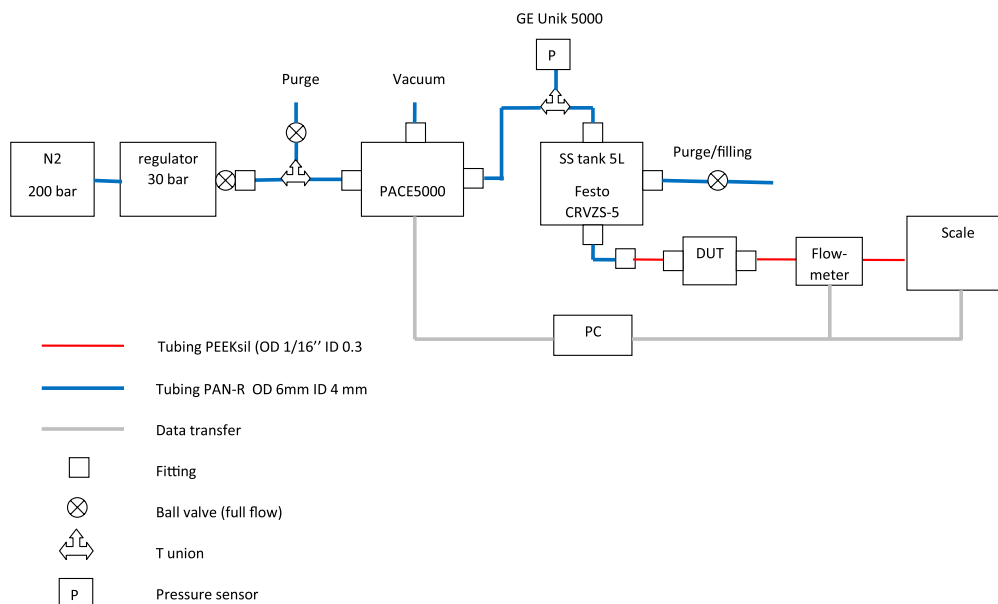 GE Unik 5000
P
Purge
Vacuum
N2
200 bar
regulator
30 bar
PACE5000
SS tank 5L
Festo
CRVZS-5
Purge/filling
Scale
DUT
Flow-
meter
PC
Tubing PEEKsil (OD 1/16’’ ID 0.3
Tubing PAN-R  OD 6mm ID 4 mm
Data transfer
Fitting
Ball valve (full flow)
T union
P
Pressure sensor